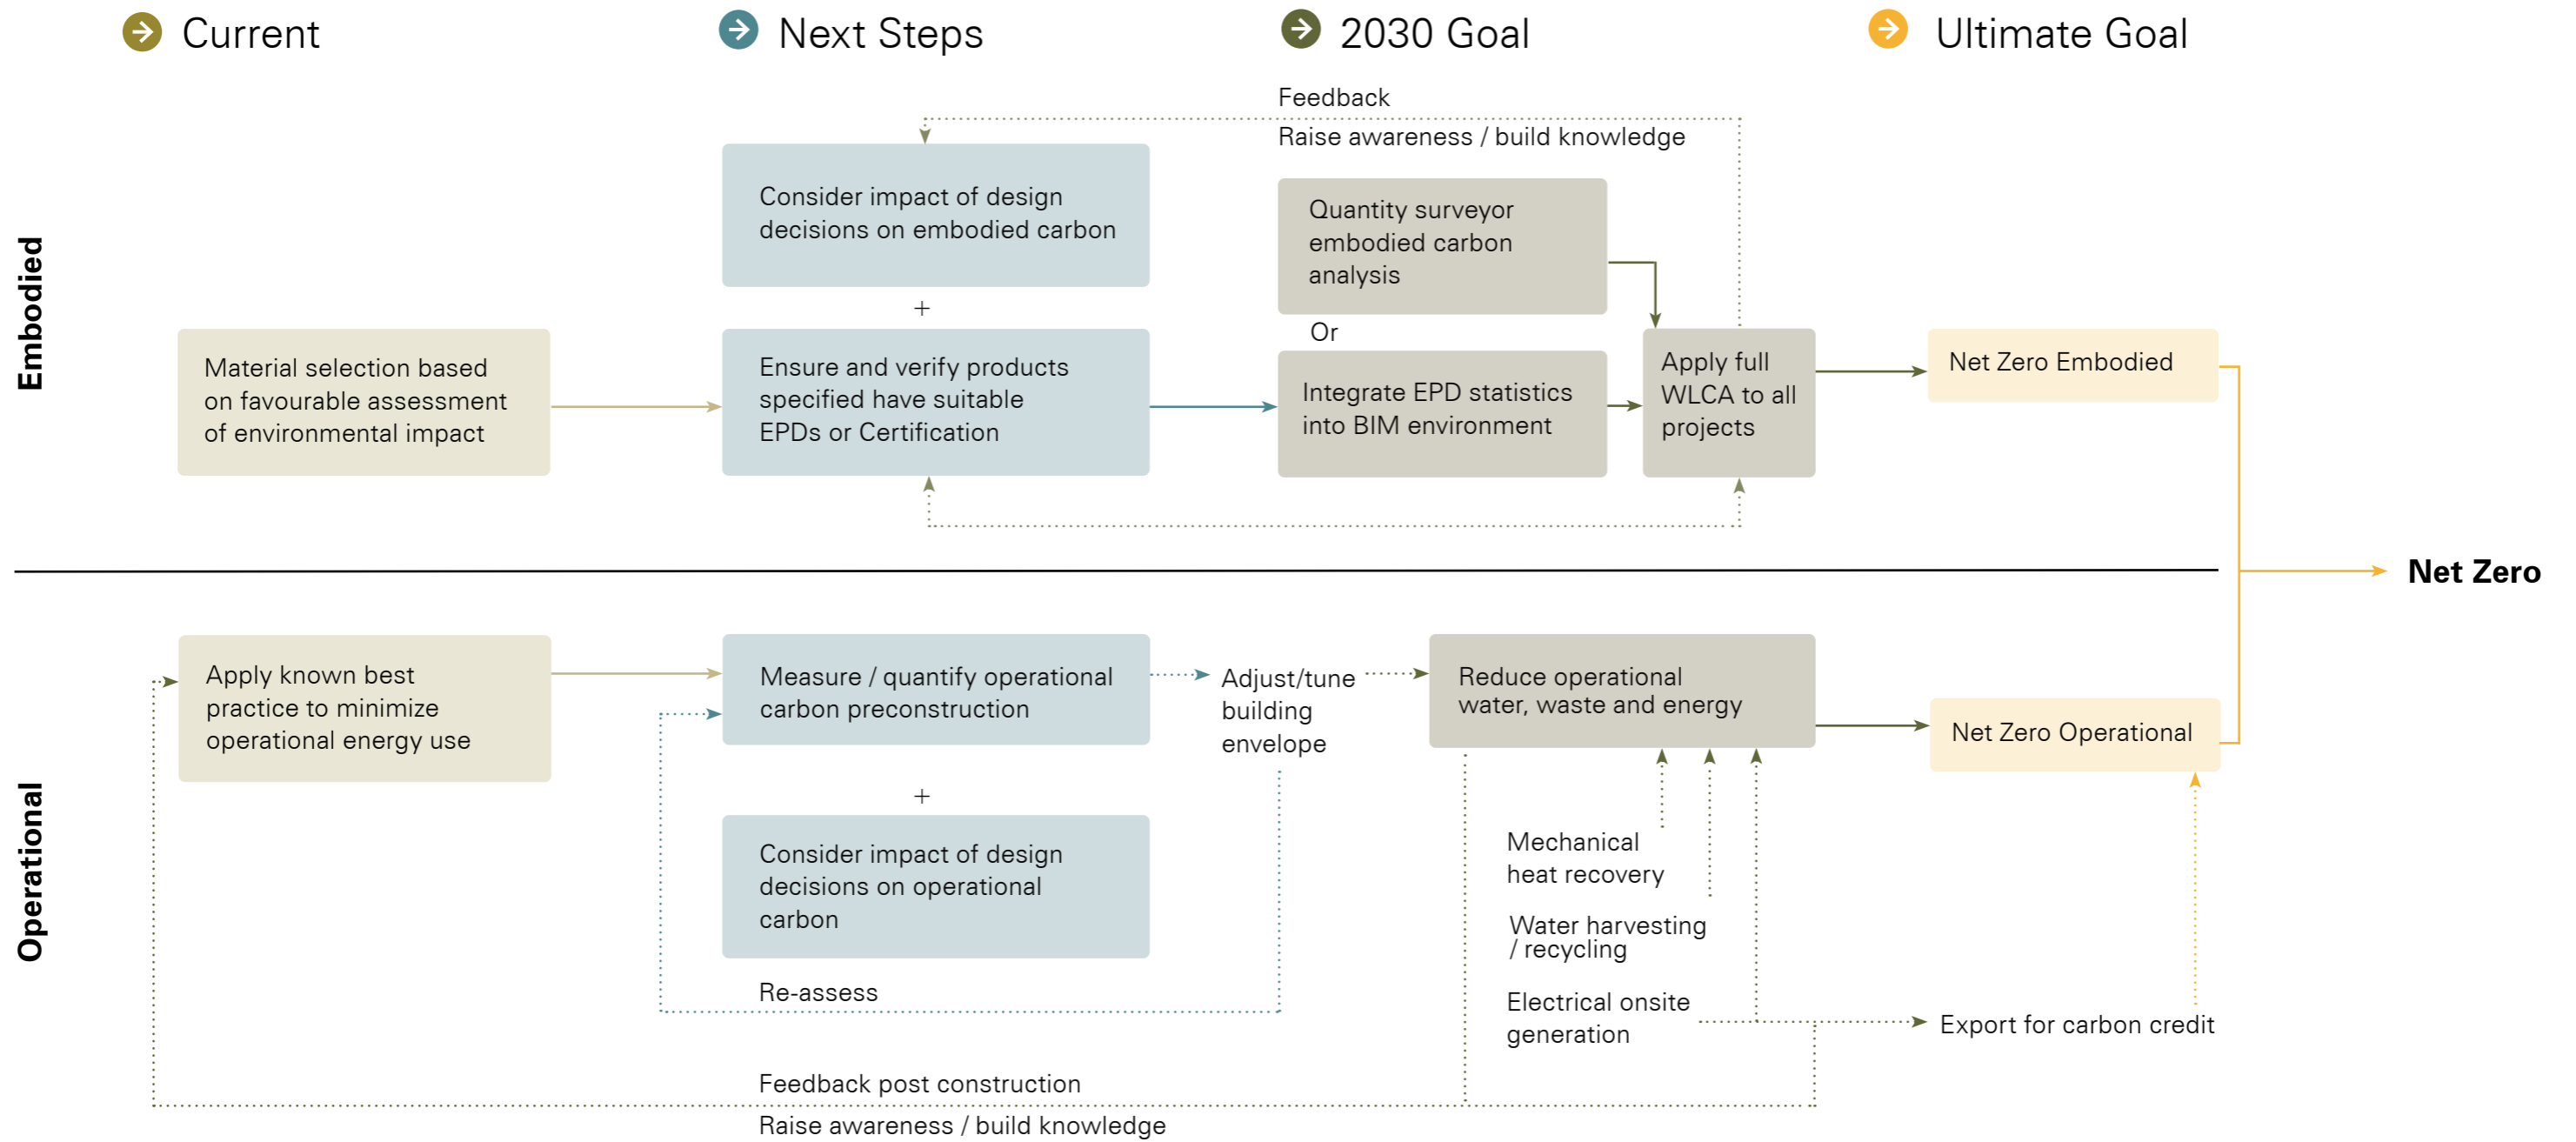 Current
Next Steps
2030 Goal
Ultimate Goal
Embodied
Feedback
Raise awareness / build knowledge
Consider impact of design
decisions on embodied carbon
+
Quantity surveyor
embodied carbon
analysis
Or
Material selection based
on favourable assessment
of environmental impact
Ensure and verify products
specified have suitable
EPDs or Certification
Integrate EPD statistics
into BIM environment
Apply full
WLCA to all
projects
Net Zero Embodied
Net Zero
Operational
Apply known best
practice to minimize
operational energy use
Measure / quantify operational
carbon preconstruction
+
Consider impact of design
decisions on operational
carbon
Re-assess
Adjust/tune
building
envelope
Reduce operational
water, waste and energy
Net Zero Operational
Mechanical
heat recovery
Water harvesting
/ recycling
Electrical onsite
generation
Export for carbon credit
Feedback post construction
Raise awareness / build knowledge